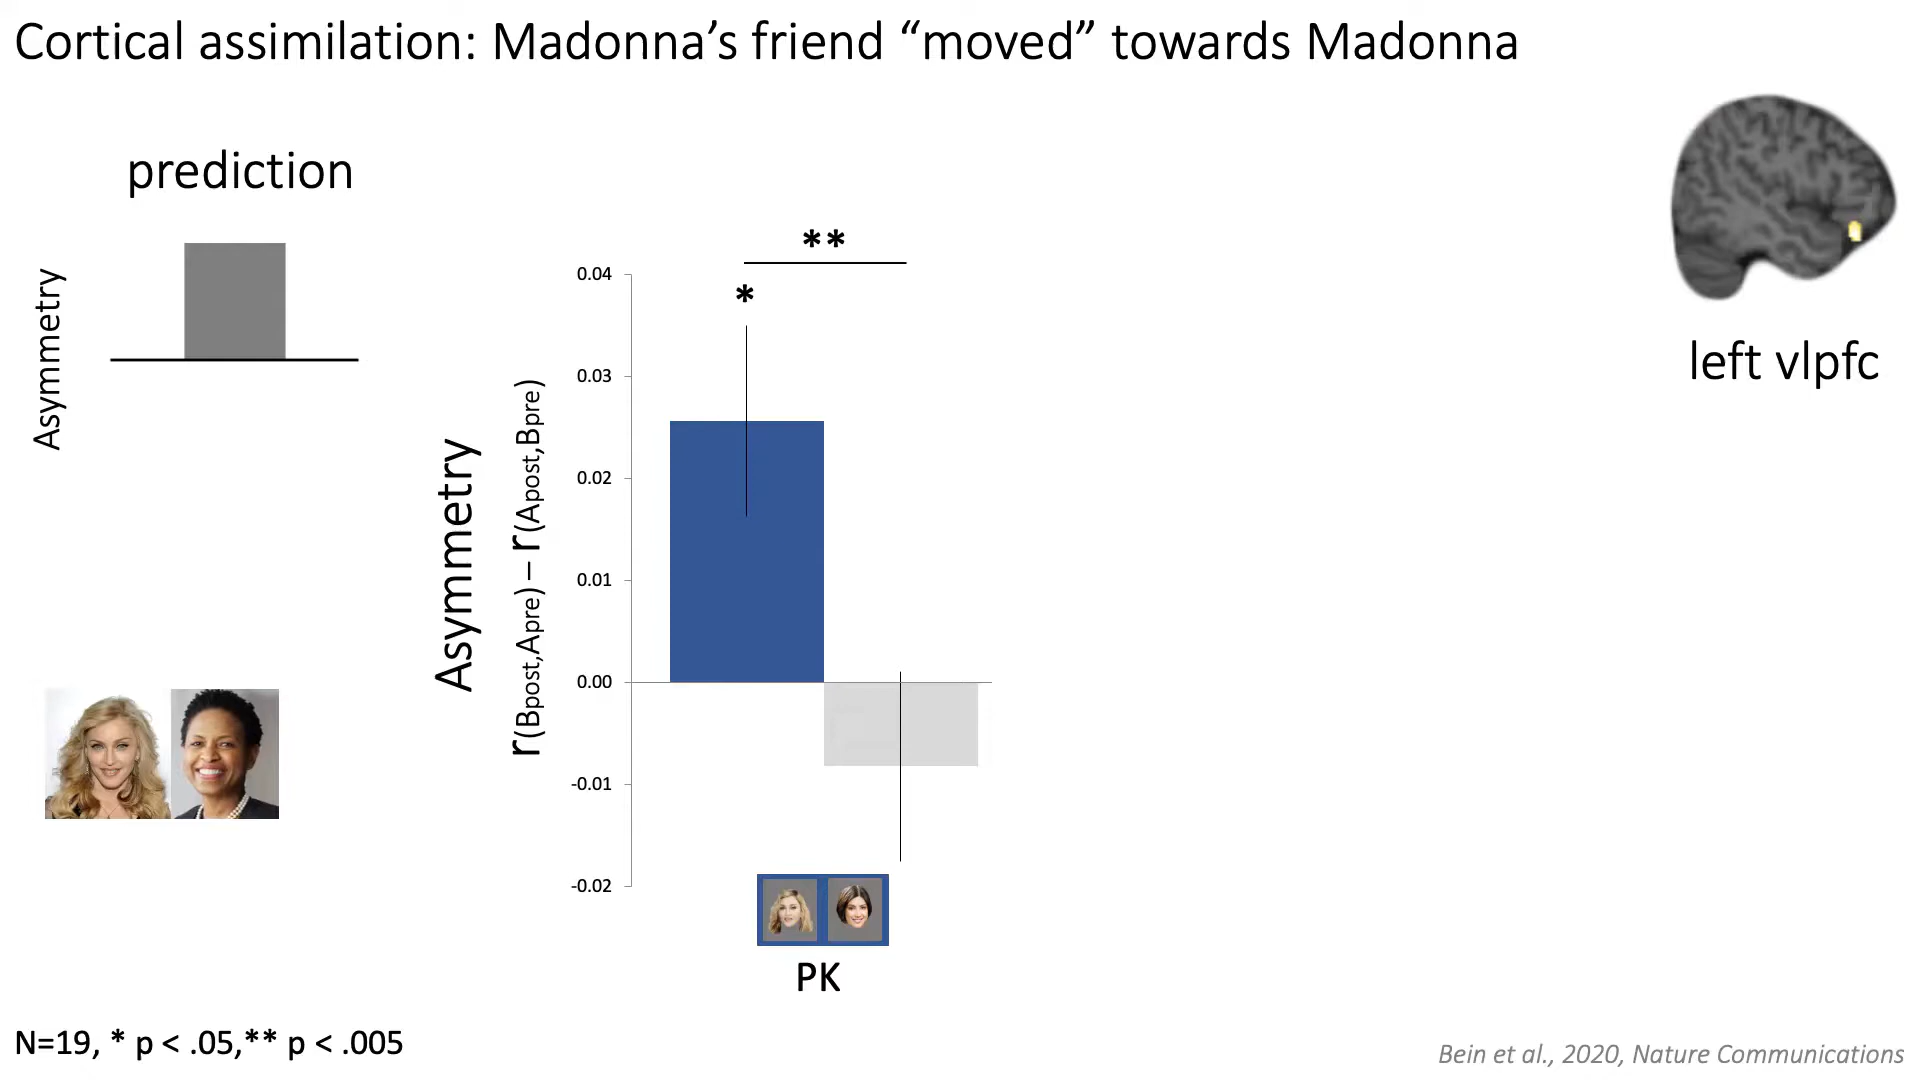 Cortical assimilation: Madonna’s friend “moved” towards Madonna
prediction
Asymmetry
**
*
0.04
0.03
0.02
0.01
0.00
-0.01
-0.02
Asymmetry
r(Bpost,Apre) – r(Apost,Bpre)
PK
left vlpfc
N=19, * p < .05,** p < .005
Bein et al., 2020, Nature Communications